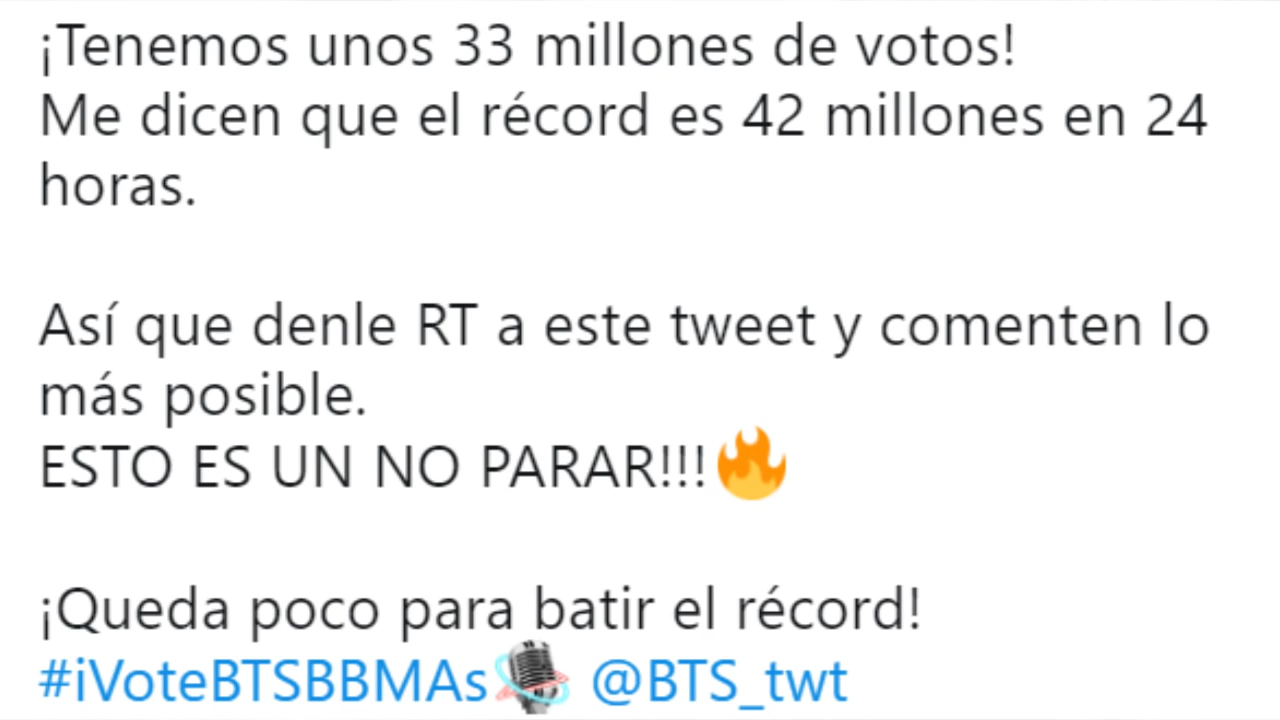 ¡Tenemos unos 33 millones de votos!
Me dicen que el récord es 42 millones en 24
horas.
Así que denle RT a este tweet y comenten lo
más posible.
ESTO ES UN NO PARAR!!!🔥
¡Queda poco para batir el récord!
#iVoteBTSBBMAs @BTS_twt